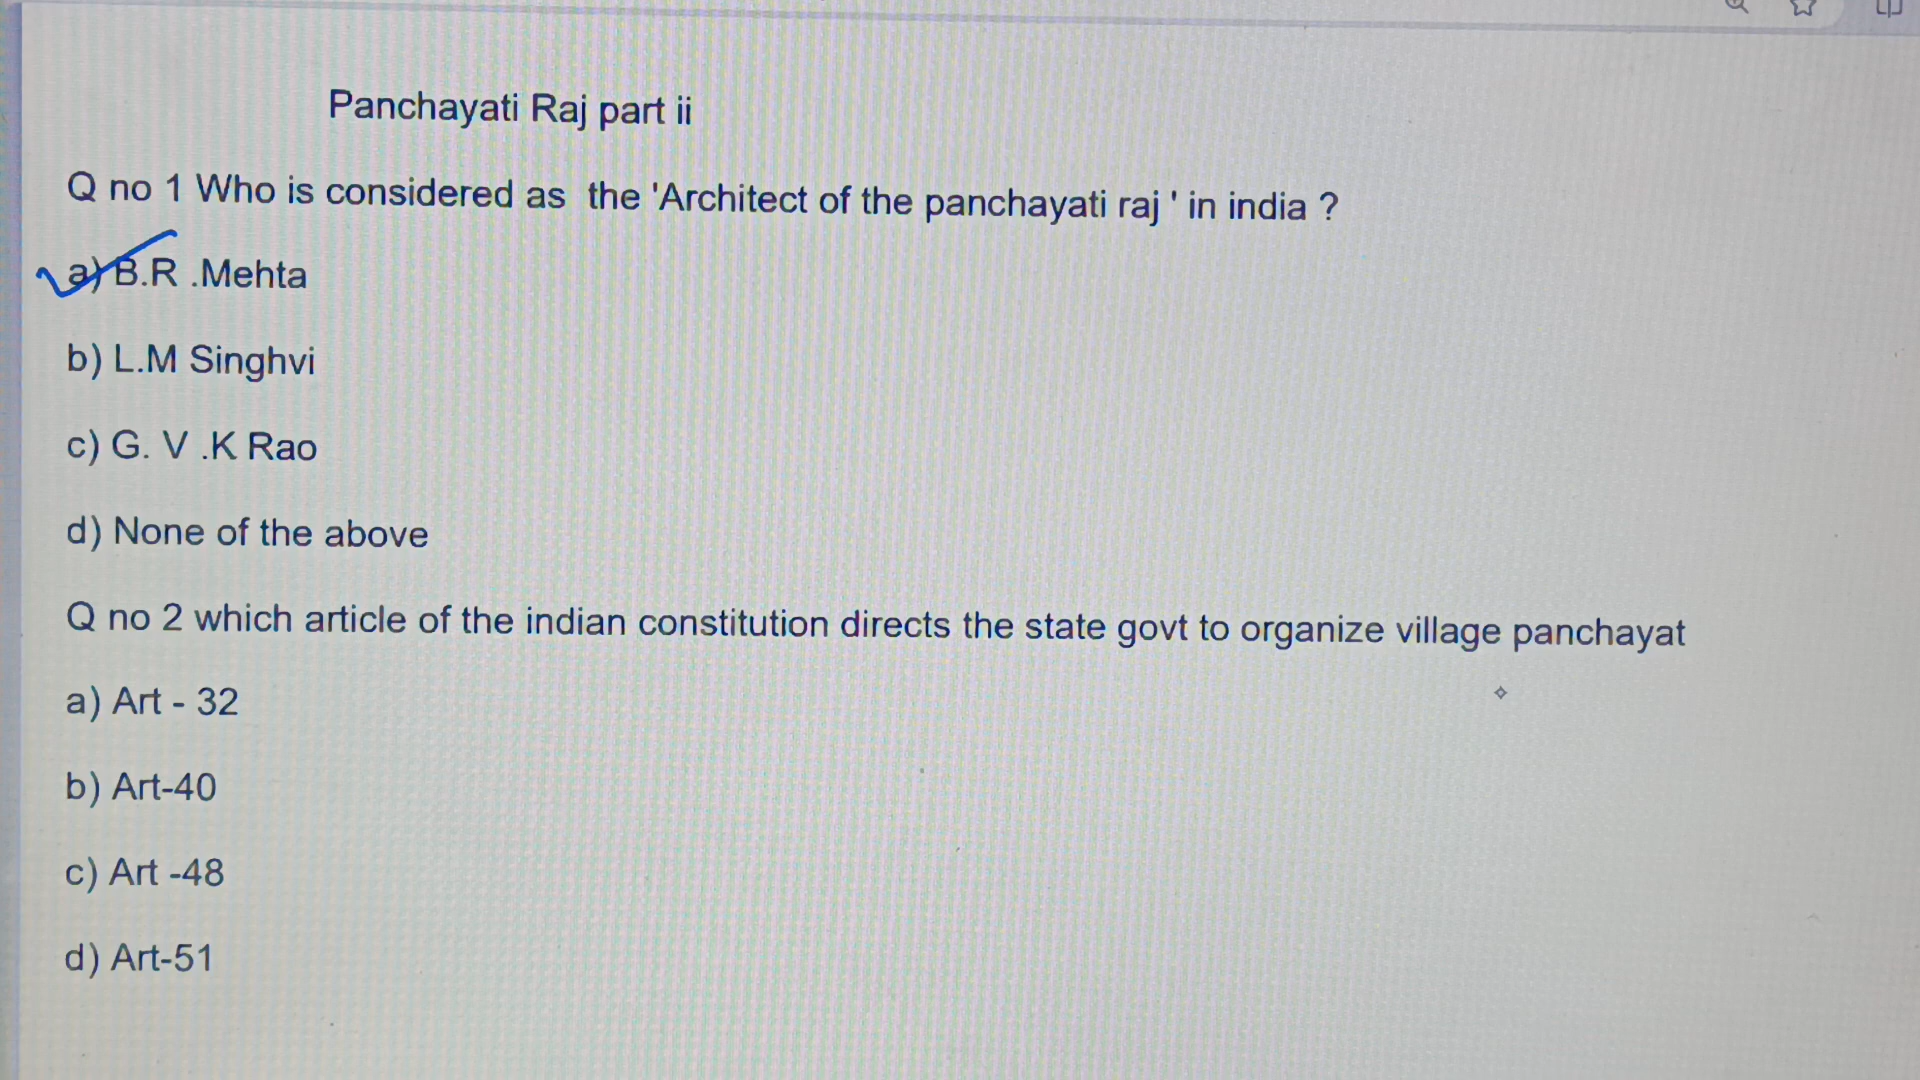 Panchayati Raj part ii
Q no 1 Who is considered as the 'Architect of the panchayati raj ' in india ?
a) B.R .Mehta
b) L.M Singhvi
c) G. V .K Rao
d) None of the above
Q no 2 which article of the indian constitution directs the state govt to organize village panchayat
a) Art - 32
b) Art-40
c) Art -48
d) Art-51